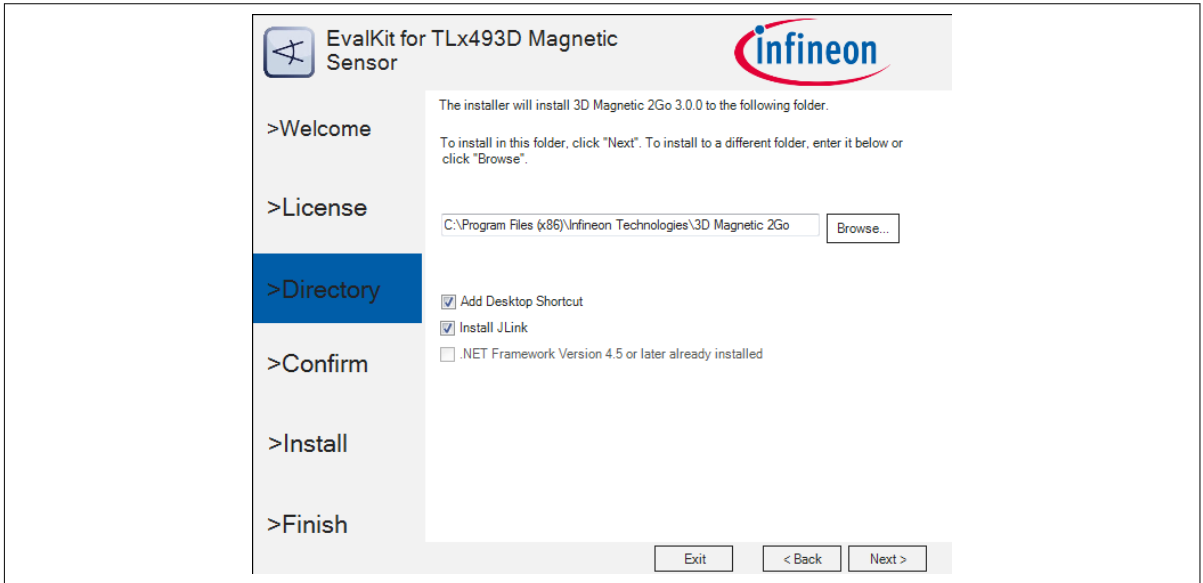 EvalKit for TLx493D Magnetic
Sensor
infineon
>Welcome
>License
>Directory
>Confirm
>Install
>Finish
The installer will install 3D Magnetic 2Go 3.0.0 to the following folder.
To install in this folder, click "Next". To install to a different folder, enter it below or
click "Browse".
C:\Program Files (x86)\Infineon Technologies\3D Magnetic 2Go
Browse...
Add Desktop Shortcut
Install JLink
.NET Framework Version 4.5 or later already installed
Exit
< Back
Next >